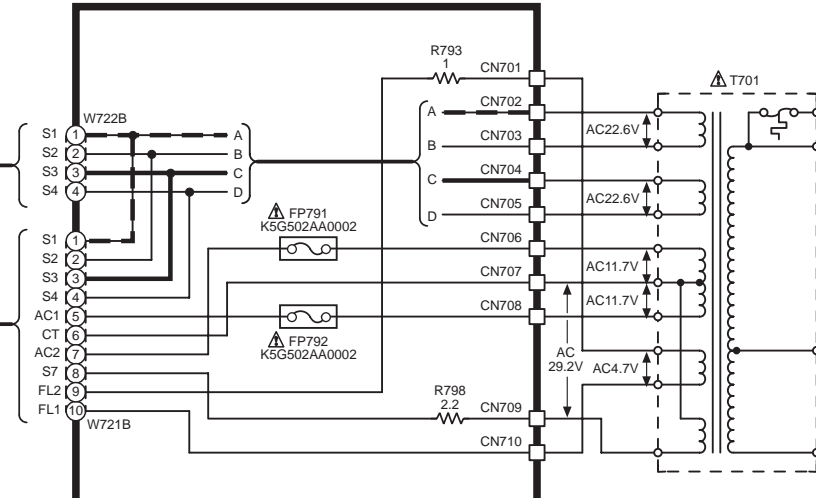 W722B
S1 1
S2 2
S3 3
S4 4
A
B
C
D
S1 1
S2 2
S3 3
S4 4
AC1 5
CT 6
AC2 7
S7 8
FL2 9
FL1 10
W721B
⚠ FP791
K5G502AA0002
⚠ FP792
K5G502AA0002
R793
1
R798
2.2
A
B
C
D
CN701
CN702
CN703
CN704
CN705
CN706
CN707
CN708
CN709
CN710
AC22.6V
AC22.6V
AC11.7V
AC11.7V
AC
29.2V
AC4.7V
⚠ T701